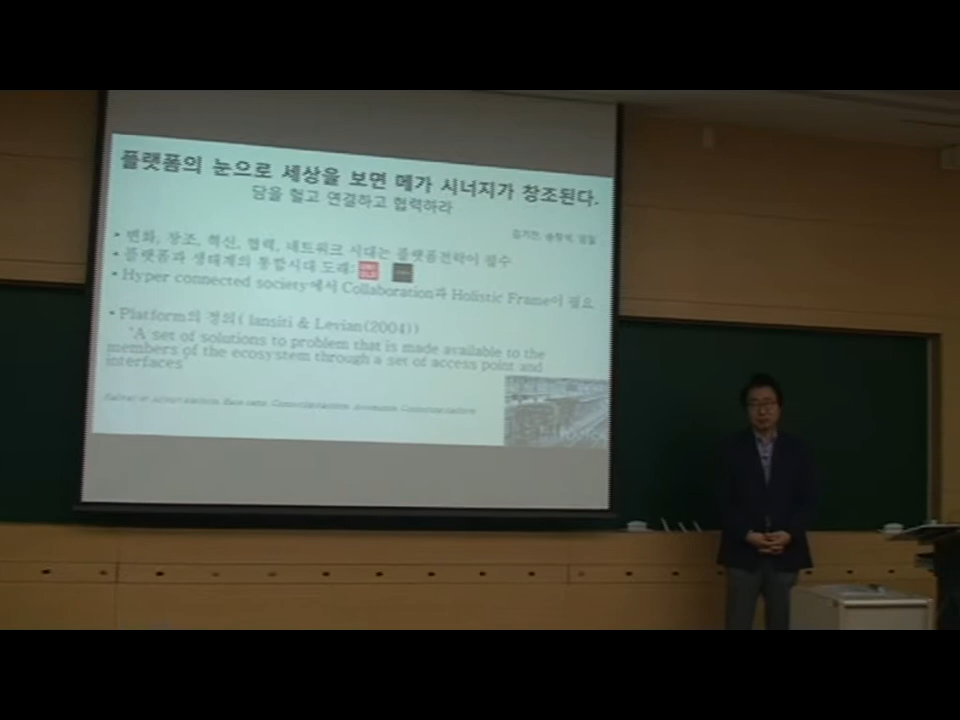 플랫폼의 눈으로 세상을 보면 메가 시너지가 창조된다.
담을 헐고 연결하고 협력하라
• 변화, 창조, 혁신, 협력, 네트워크 시대는 플랫폼전략이 필수
• 플랫폼과 생태계의 통합시대 도래:
• Hyper connected society에서 Collaboration과 Holistic Frame이 필요
• Platform의 정의( Iansiti & Levian(2004))
"A set of solutions to problem that is made available to the
members of the ecosystem through a set of access point and
interfaces"